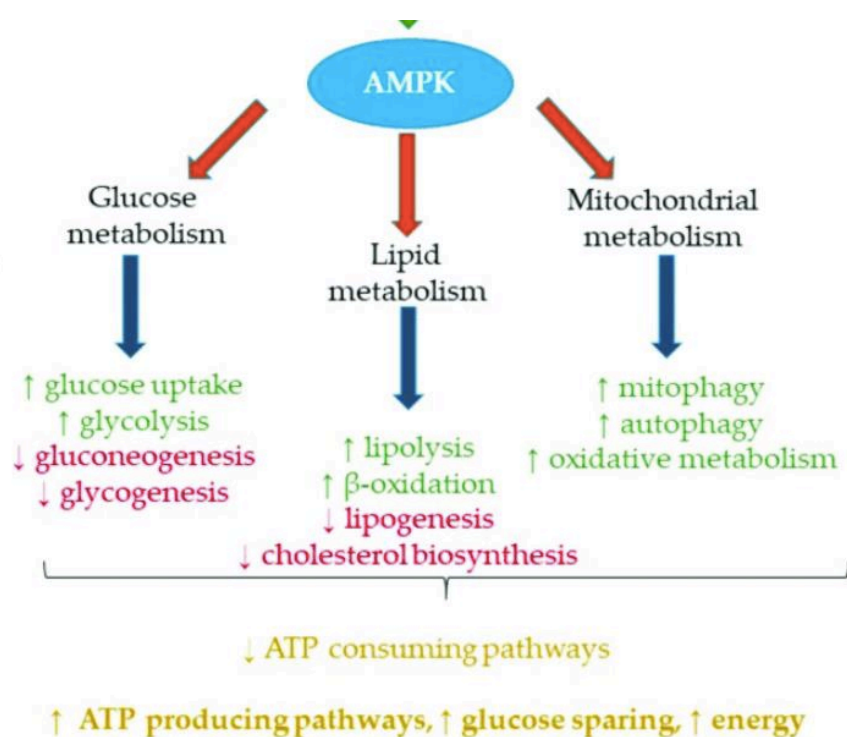 AMPK
Glucose
metabolism
↑ glucose uptake
↑ glycolysis
↓ gluconeogenesis
↓ glycogenesis
Lipid
metabolism
↑ lipolysis
↑ β-oxidation
↓ lipogenesis
↓ cholesterol biosynthesis
Mitochondrial
metabolism
↑ mitophagy
↑ autophagy
↑ oxidative metabolism
↓ ATP consuming pathways
↑ ATP producing pathways, ↑ glucose sparing, ↑ energy